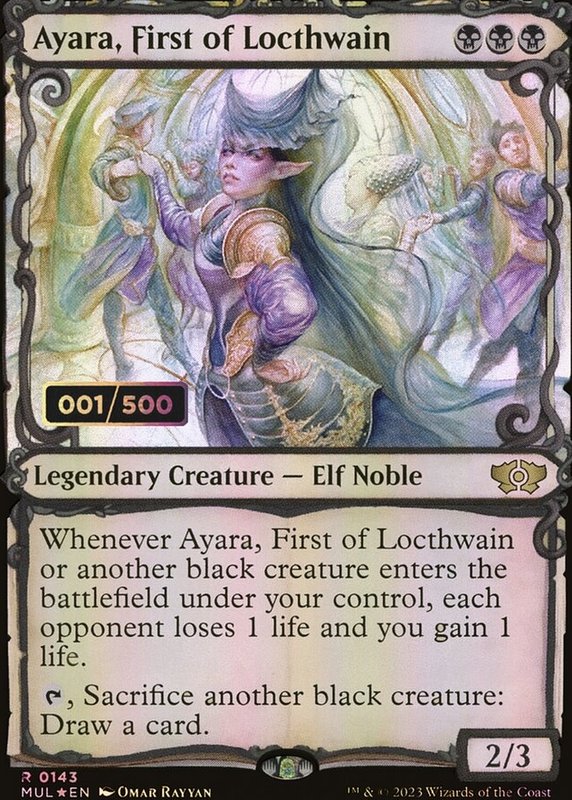 Ayara, First of Locthwain
001/500
Legendary Creature — Elf Noble
Whenever Ayara, First of Locthwain
or another black creature enters the
battlefield under your control, each
opponent loses 1 life and you gain 1
life.
, Sacrifice another black creature:
Draw a card.
2/3
R 0143
MUL★EN Omar Rayyan
™ & © 2023 Wizards of the Coast